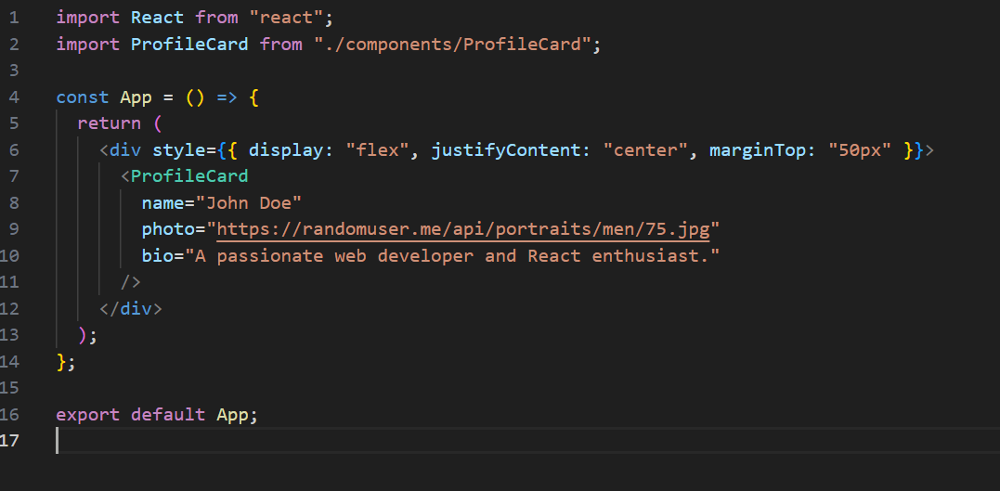 1 import React from "react";
2 import ProfileCard from "./components/ProfileCard";
3
4 const App = () => {
5   return (
6     <div style={{ display: "flex", justifyContent: "center", marginTop: "50px" }}>
7       <ProfileCard
8         name="John Doe"
9         photo="https://randomuser.me/api/portraits/men/75.jpg"
10         bio="A passionate web developer and React enthusiast."
11       />
12     </div>
13   );
14 };
15
16 export default App;
17